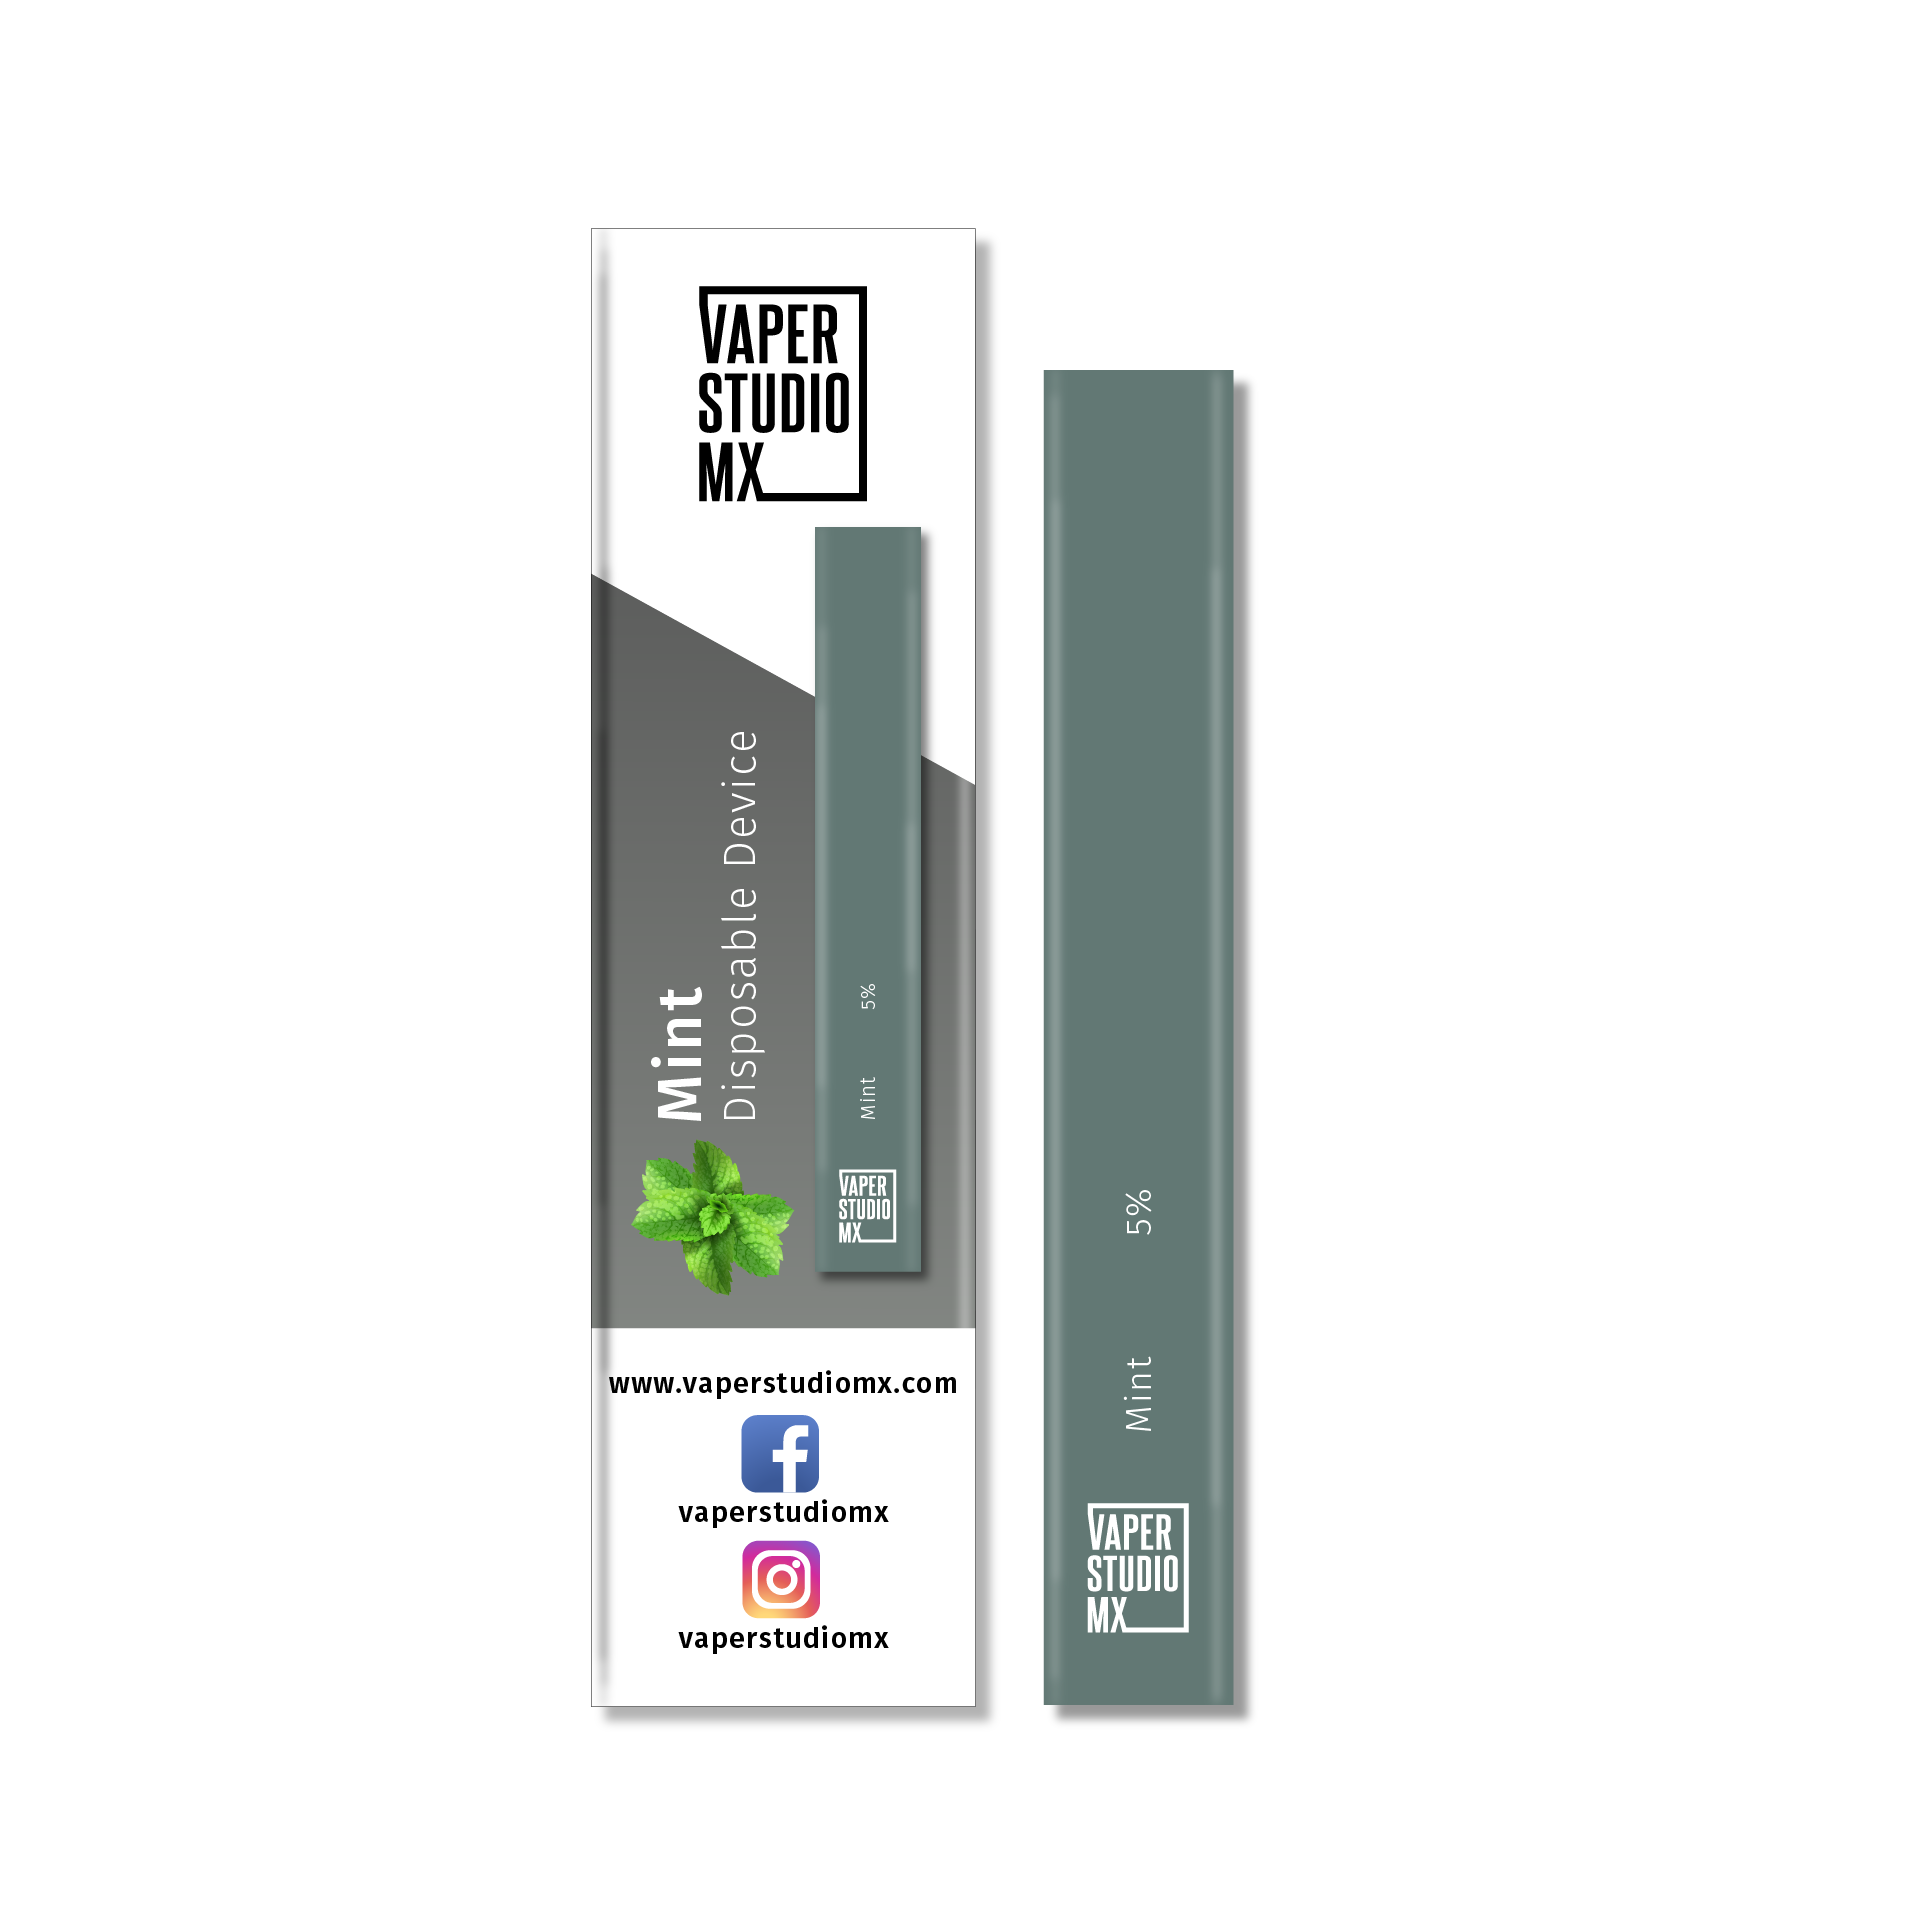 VAPER
STUDIO
MX
Mint
Disposable Device
Mint 5%
VAPER
STUDIO
MX
www.vaperstudiomx.com
vaperstudiomx
vaperstudiomx
Mint 5%
VAPER
STUDIO
MX